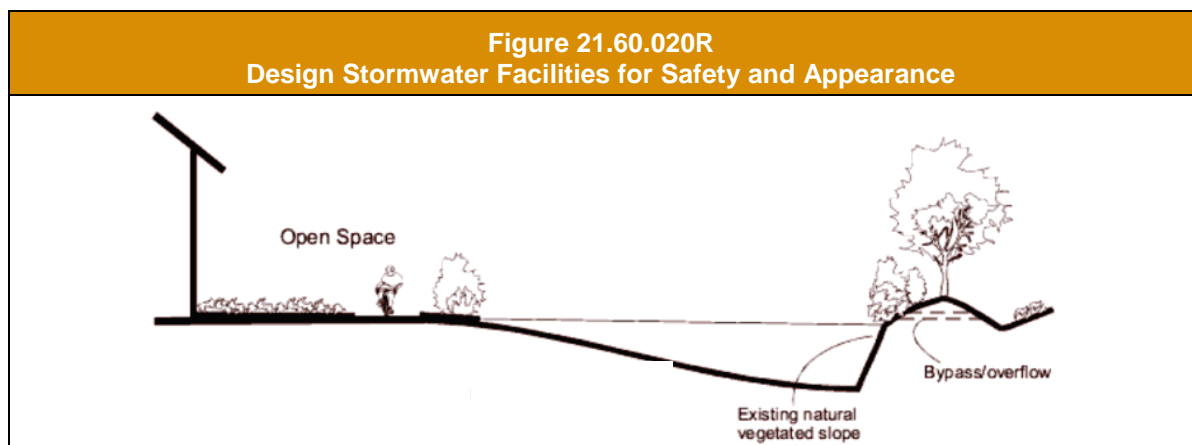 Figure 21.60.020R
Design Stormwater Facilities for Safety and Appearance
Open Space
Bypass/overflow
Existing natural
vegetated slope